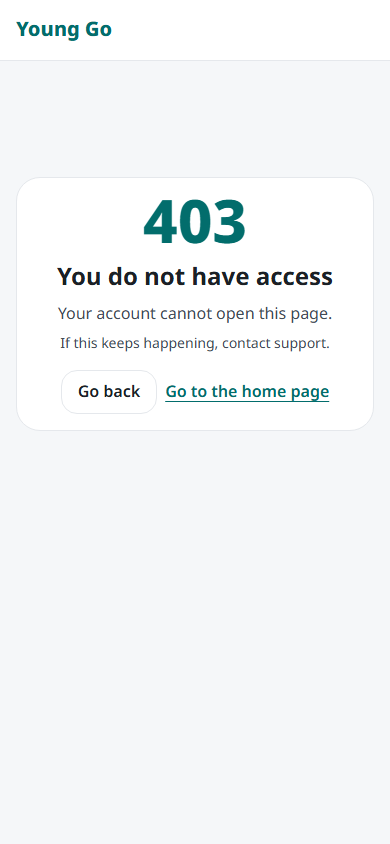 Young Go
403
You do not have access
Your account cannot open this page.
If this keeps happening, contact support.
Go back
Go to the home page